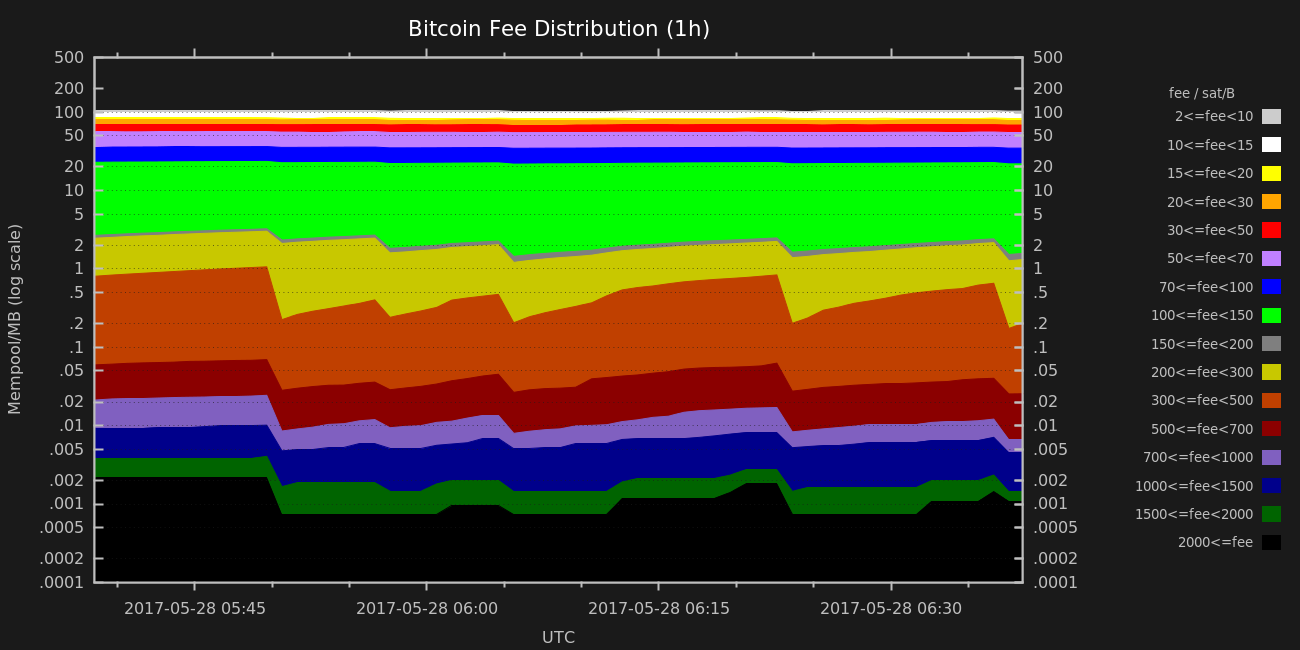 Bitcoin Fee Distribution (1h)
500
200
100
50
20
10
5
2
1
.5
.2
.1
.05
.02
.01
.005
.002
.001
.0005
.0002
.0001
Mempool/MB (log scale)
500
200
100
50
20
10
5
2
1
.5
.2
.1
.05
.02
.01
.005
.002
.001
.0005
.0002
.0001
2017-05-28 05:45
2017-05-28 06:00
2017-05-28 06:15
2017-05-28 06:30
UTC
fee / sat/B
2<=fee<10
10<=fee<15
15<=fee<20
20<=fee<30
30<=fee<50
50<=fee<70
70<=fee<100
100<=fee<150
150<=fee<200
200<=fee<300
300<=fee<500
500<=fee<700
700<=fee<1000
1000<=fee<1500
1500<=fee<2000
2000<=fee